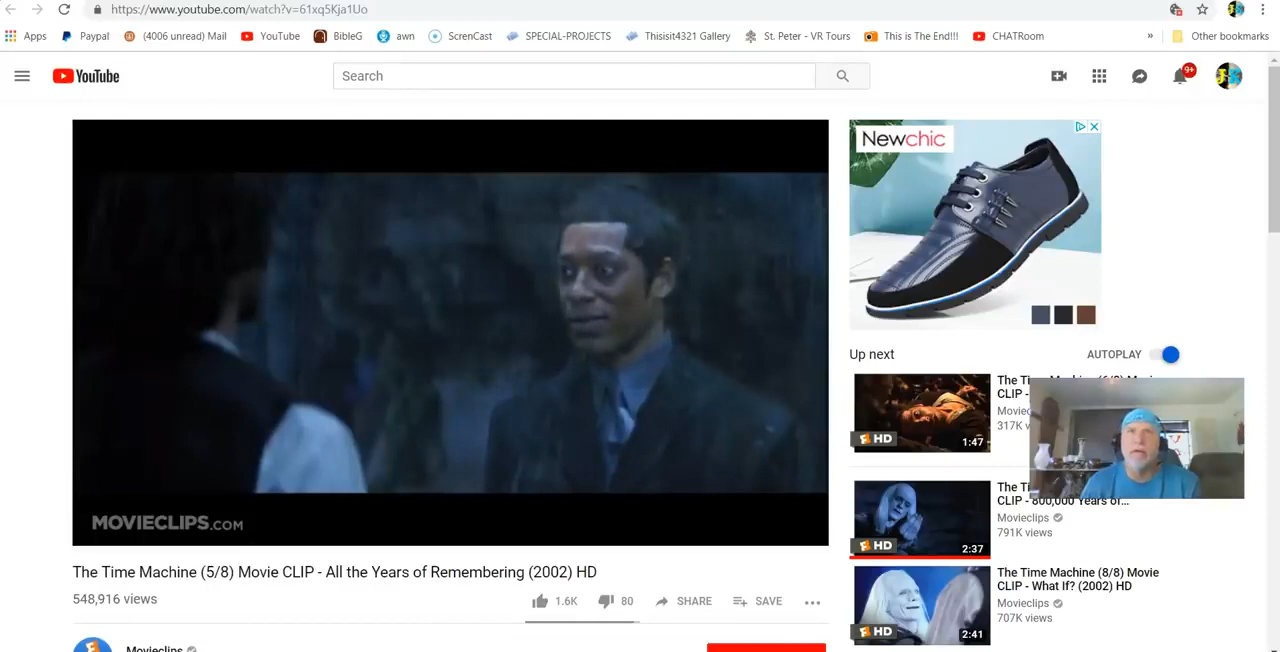 https://www.youtube.com/watch?v=61xq5Kja1Uo
Apps Paypal (4006 unread) Mail YouTube BibleG awn ScrenCast SPECIAL-PROJECTS Thisisit4321 Gallery St. Peter - VR Tours This is The End!!! CHATRoom » Other bookmarks
YouTube
Search
9+
Newchic
MOVIECLIPS.COM
The Time Machine (5/8) Movie CLIP - All the Years of Remembering (2002) HD
548,916 views
1.6K 80 SHARE SAVE
Movieclips
Up next AUTOPLAY
CLIP -
317K
HD 1:47
CLIP - 800,000 Years of...
Movieclips
791K views
HD 2:37
The Time Machine (8/8) Movie
CLIP - What If? (2002) HD
Movieclips
707K views
HD 2:41